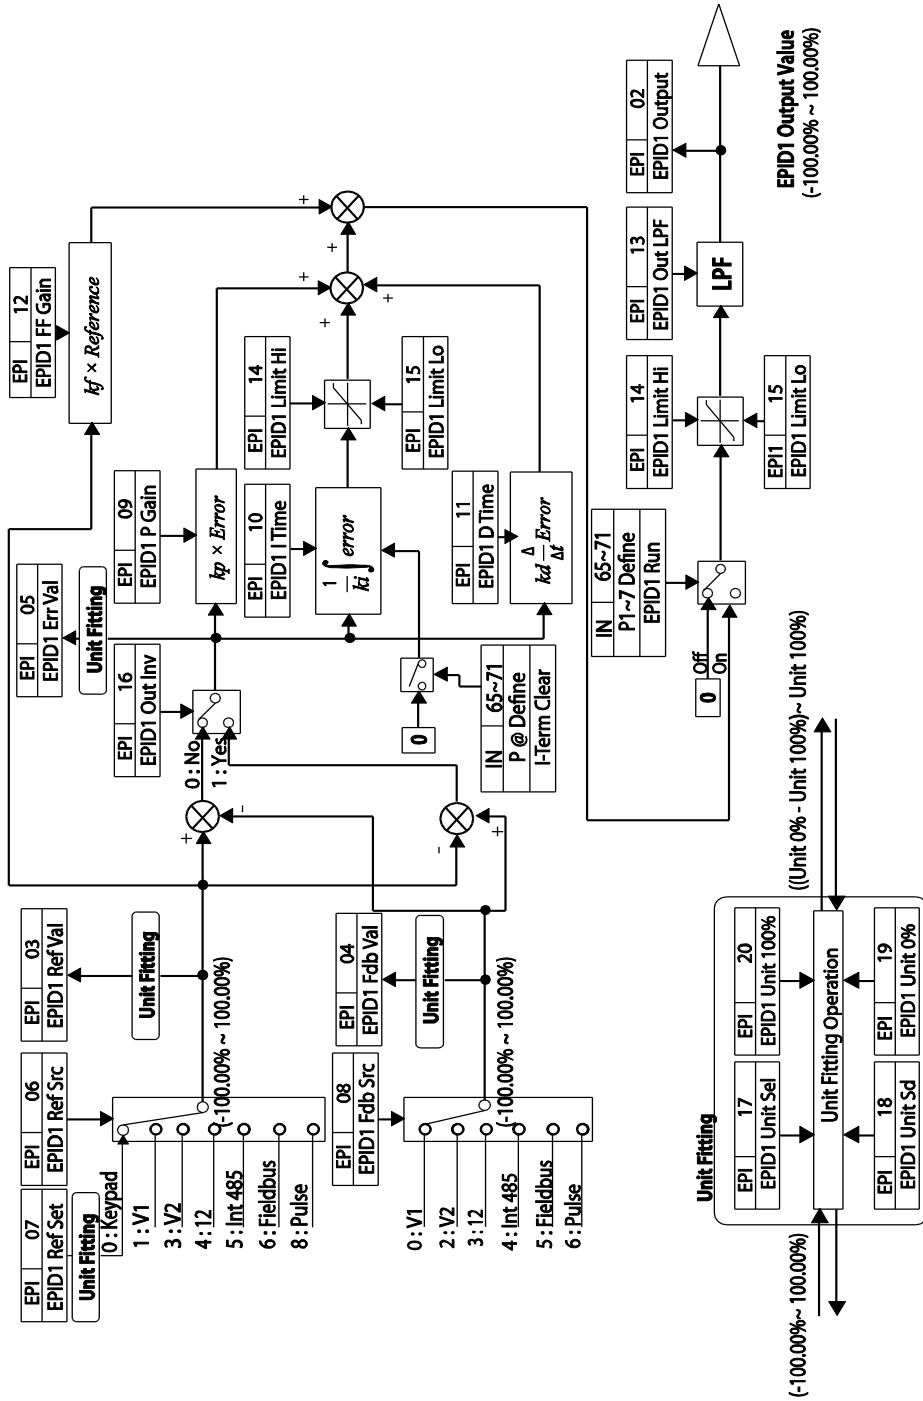 EPI 07
EPID1 Ref Set
Unit Fitting
EPI 06
EPID1 Ref Src
EPI 03
EPID1 Ref Val
Unit Fitting
0 : Keypad
1 : V1
3 : V2
4 : 12
5 : Int 485
6 : Fieldbus
8 : Pulse
(-100.00% ~ 100.00%)
EPI 08
EPID1 Fdb Src
EPI 04
EPID1 Fdb Val
Unit Fitting
0 : V1
2 : V2
3 : 12
4 : Int 485
5 : Fieldbus
6 : Pulse
(-100.00% ~ 100.00%)
+
-
-
+
EPI 16
EPID1 Out Inv
0 : No
1 : Yes
EPI 05
EPID1 Err Val
Unit Fitting
EPI 12
EPID1 FF Gain
kf × Reference
EPI 09
EPID1 P Gain
kp × Error
EPI 10
EPID1 I Time
1/ki ∫ error
EPI 14
EPID1 Limit Hi
EPI 15
EPID1 Limit Lo
0
IN 65~71
P @ Define
I-Term Clear
EPI 11
EPID1 D Time
kd Δ/Δt Error
+
+
+
+
+
IN 65~71
P1~7 Define
EPID1 Run
0
Off
On
EPI 14
EPID1 Limit Hi
EPI1 15
EPID1 Limit Lo
EPI 13
EPID1 Out LPF
LPF
EPI 02
EPID1 Output
EPID1 Output Value
(-100.00% ~ 100.00%)
Unit Fitting
EPI 17
EPID1 Unit Sel
EPI 20
EPID1 Unit 100%
Unit Fitting Operation
EPI 18
EPID1 Unit Sd
EPI 19
EPID1 Unit 0%
(-100.00%~ 100.00%)
((Unit 0% - Unit 100%)~ Unit 100%)